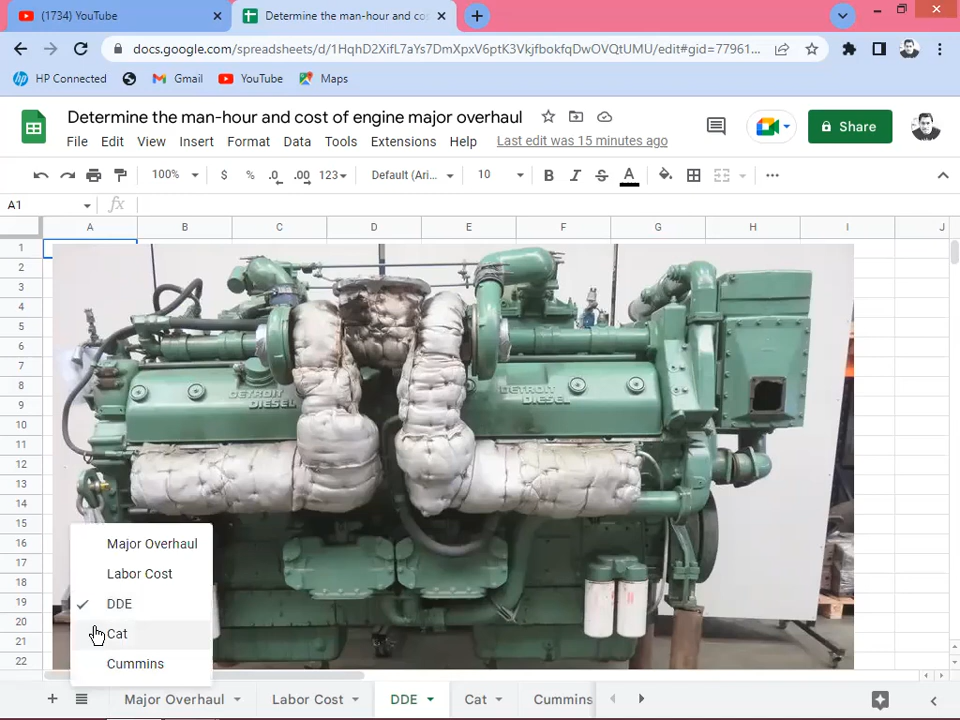 (1734) YouTube
Determine the man-hour and co
docs.google.com/spreadsheets/d/1HqhD2XifL7aYs7DmXpxV6ptK3VkjfbokfqDwOVQtUMU/edit#gid=77961...
HP Connected
Gmail
YouTube
Maps
Determine the man-hour and cost of engine major overhaul
Share
File Edit View Insert Format Data Tools Extensions Help Last edit was 15 minutes ago
100% $ % .0 .00 123 Default (Ari... 10 B I S A
A1 fx
A B C D E F G H I J
1
2
3
4
5
6
7
8
9
10
11
12
13
14
15
16
17
18
19
20
21
22
DETROIT DIESEL
DETROIT DIESEL
Major Overhaul
Labor Cost
DDE
Cat
Cummins
Major Overhaul Labor Cost DDE Cat Cummins